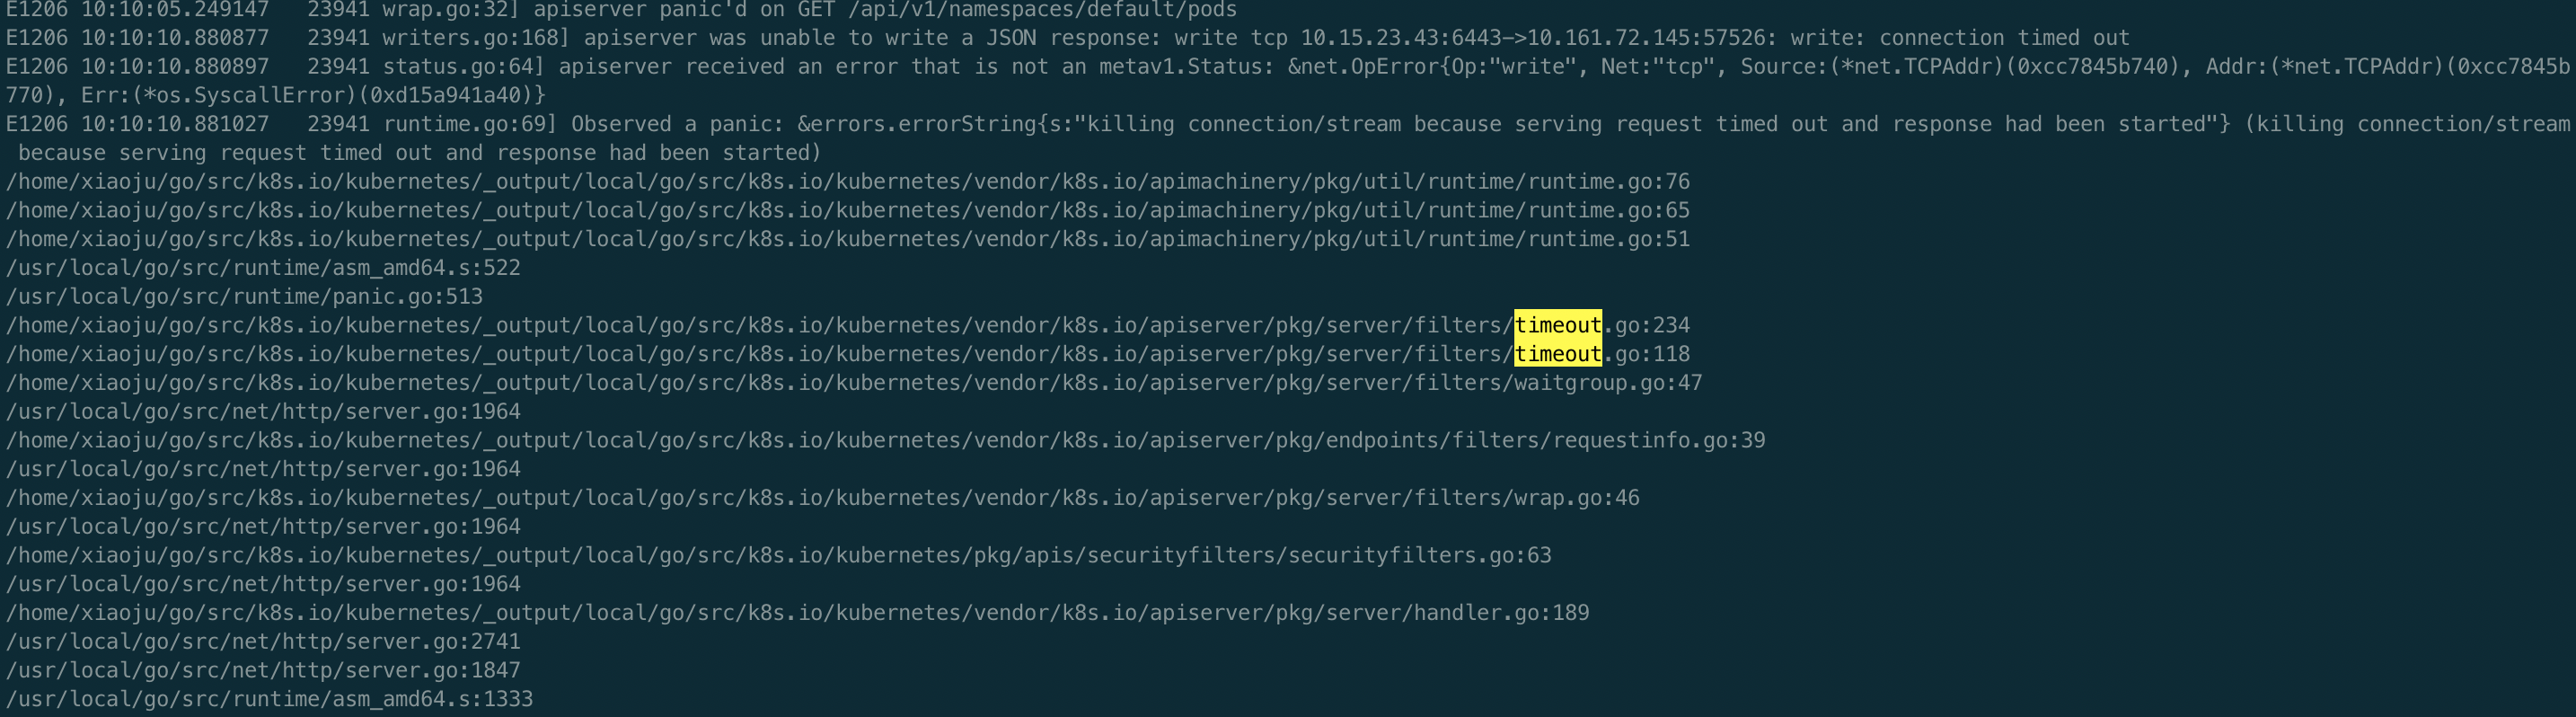 E1206 10:10:05.249147   23941 wrap.go:32] apiserver panic'd on GET /api/v1/namespaces/default/pods
E1206 10:10:10.880877   23941 writers.go:168] apiserver was unable to write a JSON response: write tcp 10.15.23.43:6443->10.161.72.145:57526: write: connection timed out
E1206 10:10:10.880897   23941 status.go:64] apiserver received an error that is not an metav1.Status: &net.OpError{Op:"write", Net:"tcp", Source:(*net.TCPAddr)(0xcc7845b740), Addr:(*net.TCPAddr)(0xcc7845b
770), Err:(*os.SyscallError)(0xd15a941a40)}
E1206 10:10:10.881027   23941 runtime.go:69] Observed a panic: &errors.errorString{s:"killing connection/stream because serving request timed out and response had been started"} (killing connection/stream
 because serving request timed out and response had been started)
/home/xiaoju/go/src/k8s.io/kubernetes/_output/local/go/src/k8s.io/kubernetes/vendor/k8s.io/apimachinery/pkg/util/runtime/runtime.go:76
/home/xiaoju/go/src/k8s.io/kubernetes/_output/local/go/src/k8s.io/kubernetes/vendor/k8s.io/apimachinery/pkg/util/runtime/runtime.go:65
/home/xiaoju/go/src/k8s.io/kubernetes/_output/local/go/src/k8s.io/kubernetes/vendor/k8s.io/apimachinery/pkg/util/runtime/runtime.go:51
/usr/local/go/src/runtime/asm_amd64.s:522
/usr/local/go/src/runtime/panic.go:513
/home/xiaoju/go/src/k8s.io/kubernetes/_output/local/go/src/k8s.io/kubernetes/vendor/k8s.io/apiserver/pkg/server/filters/timeout.go:234
/home/xiaoju/go/src/k8s.io/kubernetes/_output/local/go/src/k8s.io/kubernetes/vendor/k8s.io/apiserver/pkg/server/filters/timeout.go:118
/home/xiaoju/go/src/k8s.io/kubernetes/_output/local/go/src/k8s.io/kubernetes/vendor/k8s.io/apiserver/pkg/server/filters/waitgroup.go:47
/usr/local/go/src/net/http/server.go:1964
/home/xiaoju/go/src/k8s.io/kubernetes/_output/local/go/src/k8s.io/kubernetes/vendor/k8s.io/apiserver/pkg/endpoints/filters/requestinfo.go:39
/usr/local/go/src/net/http/server.go:1964
/home/xiaoju/go/src/k8s.io/kubernetes/_output/local/go/src/k8s.io/kubernetes/vendor/k8s.io/apiserver/pkg/server/filters/wrap.go:46
/usr/local/go/src/net/http/server.go:1964
/home/xiaoju/go/src/k8s.io/kubernetes/_output/local/go/src/k8s.io/kubernetes/pkg/apis/securityfilters/securityfilters.go:63
/usr/local/go/src/net/http/server.go:1964
/home/xiaoju/go/src/k8s.io/kubernetes/_output/local/go/src/k8s.io/kubernetes/vendor/k8s.io/apiserver/pkg/server/handler.go:189
/usr/local/go/src/net/http/server.go:2741
/usr/local/go/src/net/http/server.go:1847
/usr/local/go/src/runtime/asm_amd64.s:1333